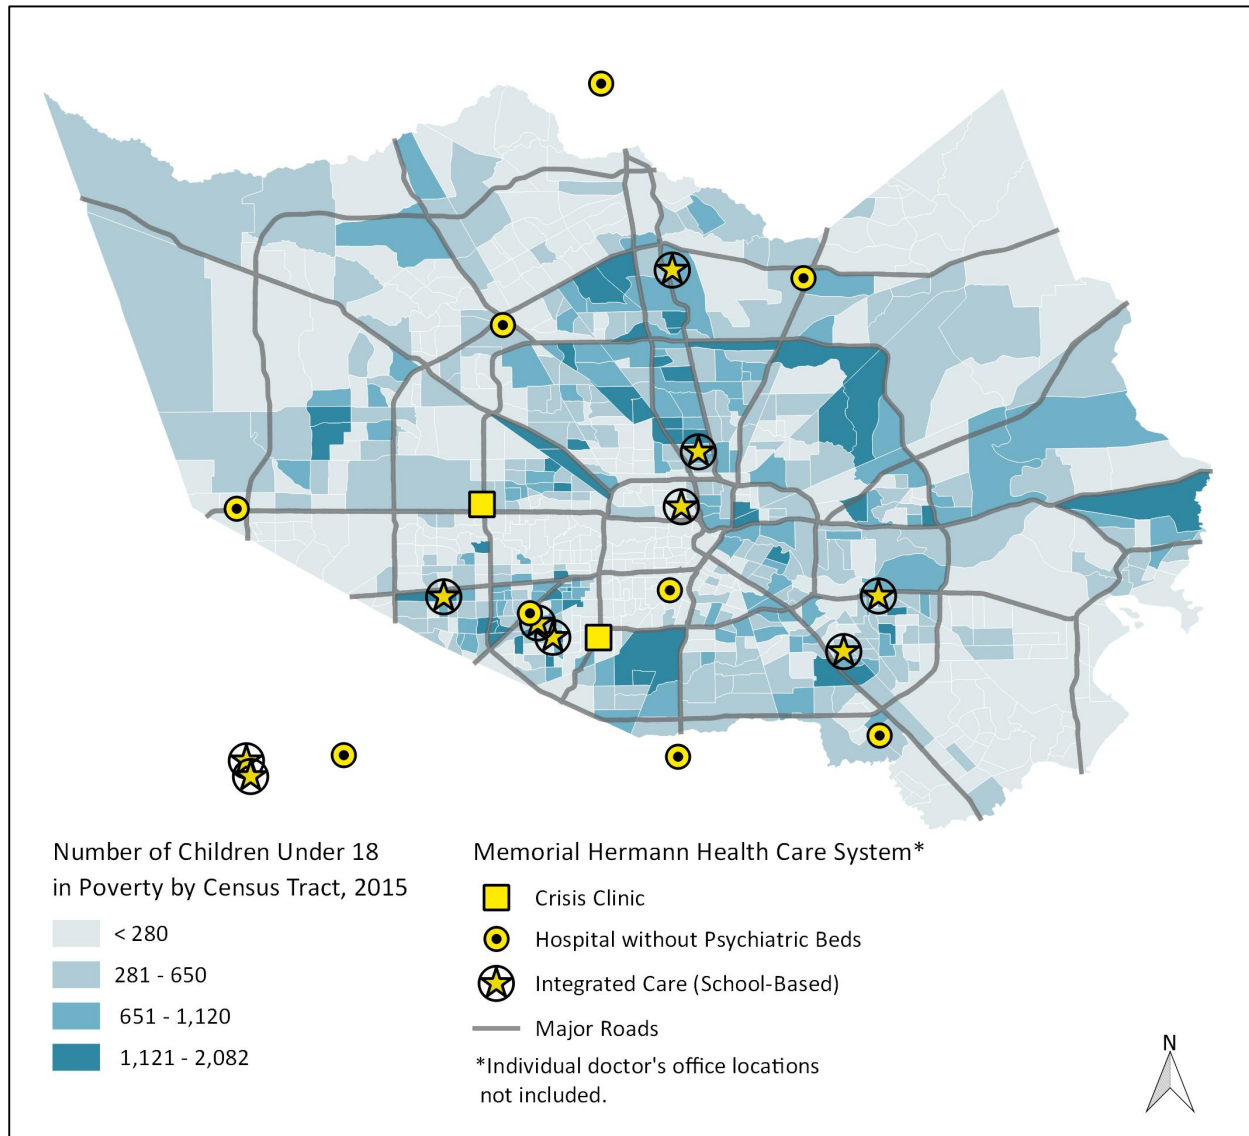 Number of Children Under 18
in Poverty by Census Tract, 2015
< 280
281 - 650
651 - 1,120
1,121 - 2,082
Memorial Hermann Health Care System*
Crisis Clinic
Hospital without Psychiatric Beds
Integrated Care (School-Based)
Major Roads
*Individual doctor's office locations
not included.
N